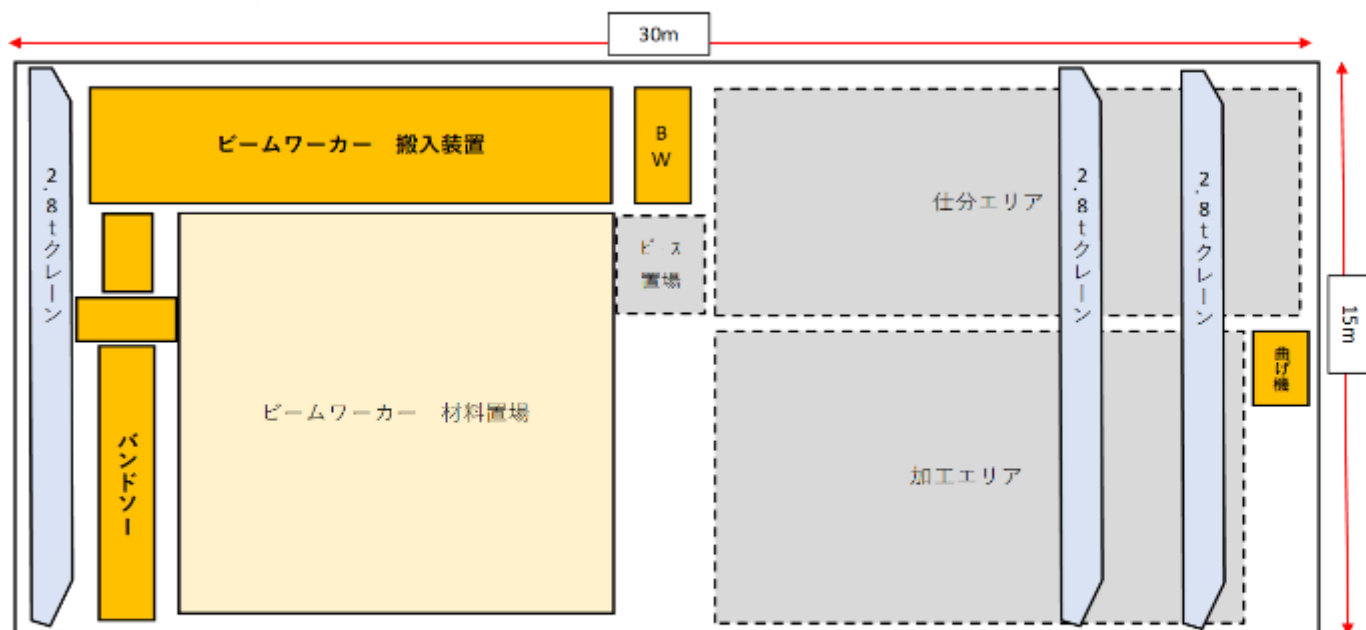 30m
ビームワーカー　搬入装置
B
W
2.8tクレーン
仕分エリア
2.8tクレーン
2.8tクレーン
ピース
置場
15m
曲げ機
ビームワーカー　材料置場
バンドソー
加工エリア